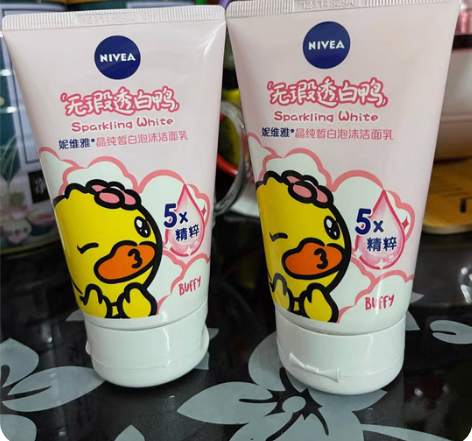 NIVEA
无瑕透白鸭
Sparkling White
妮维雅®晶纯皙白泡沫洁面乳
5x
精粹
BUFFY
NIVEA
无瑕透白鸭
Sparkling White
妮维雅®晶纯皙白泡沫洁面乳
5x
精粹
BUFFY